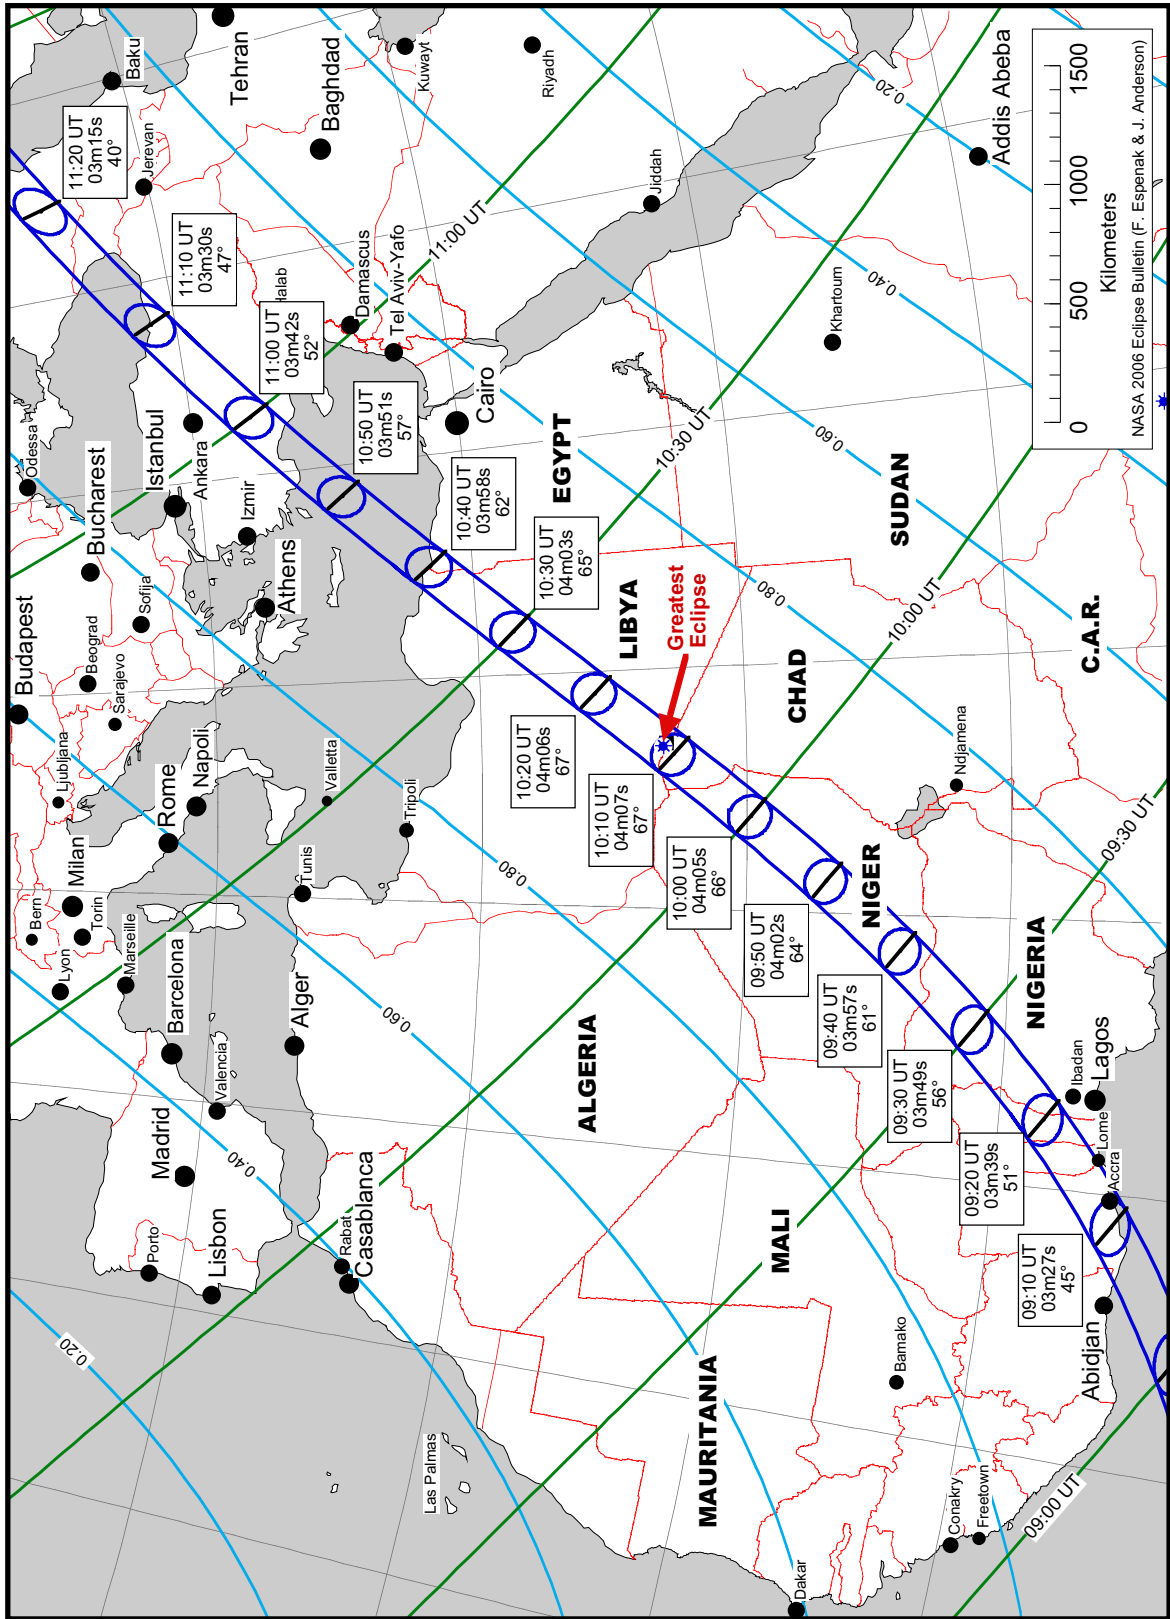 11:20 UT
03m15s
40°
11:10 UT
03m30s
47°
11:00 UT
03m42s
52°
10:50 UT
03m51s
57°
10:40 UT
03m58s
62°
10:30 UT
04m03s
65°
10:20 UT
04m06s
67°
10:10 UT
04m07s
67°
10:00 UT
04m05s
66°
09:50 UT
04m02s
64°
09:40 UT
03m57s
61°
09:30 UT
03m49s
56°
09:20 UT
03m39s
51°
09:10 UT
03m27s
45°
Greatest
Eclipse
Baku
Tehran
Jerevan
Baghdad
Kuwayt
Riyadh
Halab
Damascus
Tel Aviv-Yafo
Cairo
Jiddah
Khartoum
Addis Abeba
Odessa
Bucharest
Istanbul
Ankara
Izmir
Athens
Sofija
Budapest
Beograd
Sarajevo
Ljubljana
Napoli
Rome
Milan
Torin
Bern
Lyon
Marseille
Barcelona
Valencia
Madrid
Porto
Lisbon
Valletta
Tripoli
Tunis
Alger
Rabat
Casablanca
Las Palmas
Ndjamena
Ibadan
Lagos
Lome
Accra
Abidjan
Bamako
Conakry
Freetown
Dakar
EGYPT
LIBYA
SUDAN
CHAD
C.A.R.
NIGER
NIGERIA
ALGERIA
MALI
MAURITANIA
11:00 UT
10:30 UT
10:00 UT
09:30 UT
09:00 UT
0.20
0.40
0.60
0.80
0.80
0.60
0.40
0.20
0 500 1000 1500
Kilometers
NASA 2006 Eclipse Bulletin (F. Espenak & J. Anderson)